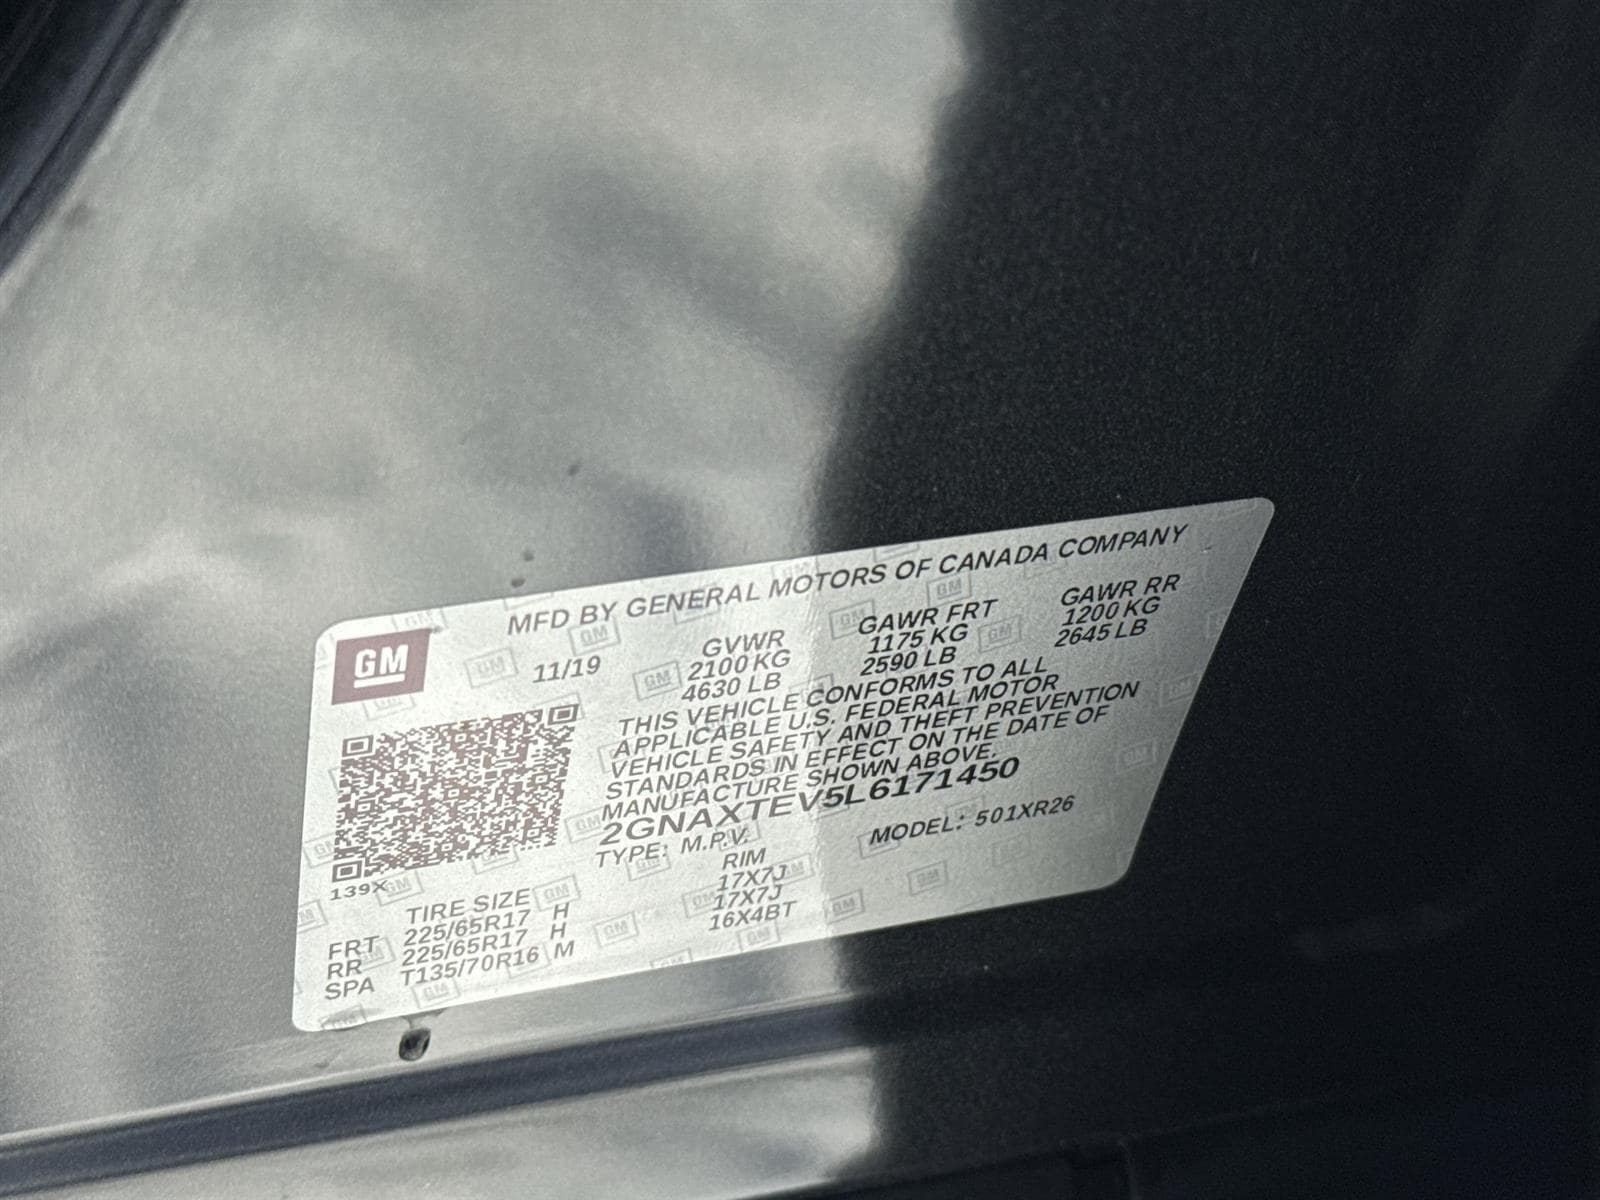 MFD BY GENERAL MOTORS OF CANADA COMPANY
GM
11/19
GVWR GAWR FRT GAWR RR
2100 KG 1175 KG 1200 KG
4630 LB 2590 LB 2645 LB
THIS VEHICLE CONFORMS TO ALL
APPLICABLE U.S. FEDERAL MOTOR
VEHICLE SAFETY AND THEFT PREVENTION
STANDARDS IN EFFECT ON THE DATE OF
MANUFACTURE SHOWN ABOVE.
2GNAXTEV5L6171450
TYPE: M.P.V. MODEL: 501XR26
139X
TIRE SIZE RIM
FRT 225/65R17 H 17X7J
RR 225/65R17 H 17X7J
SPA T135/70R16 M 16X4BT